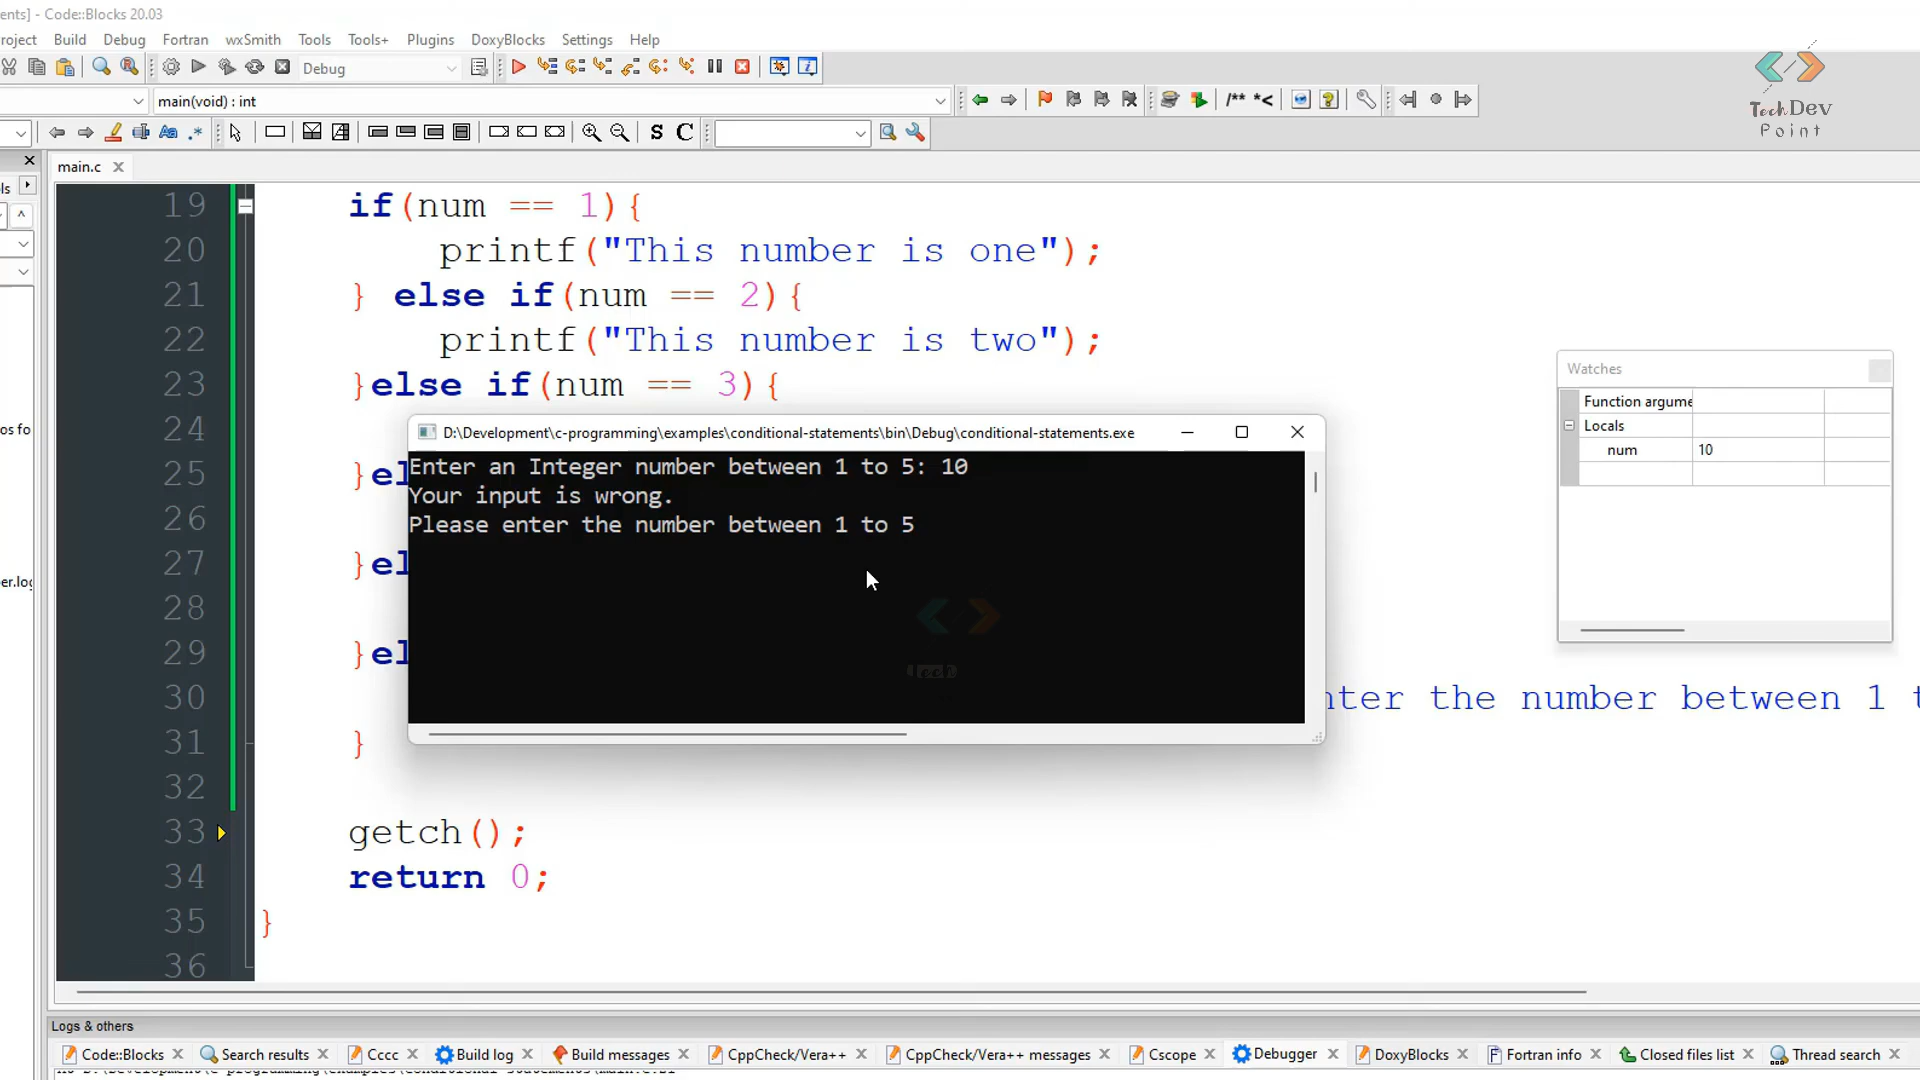 ents] - Code::Blocks 20.03
roject Build Debug Fortran wxSmith Tools Tools+ Plugins DoxyBlocks Settings Help
Debug
main(void) : int
/** *<
Aa .* S C
TechDev
Point
main.c
ols
19 if(num == 1){
20 printf("This number is one");
21 } else if(num == 2){
22 printf("This number is two");
23 }else if(num == 3){
24
25 }el
26
27 }el
28
29 }el
30 nter the number between 1 t
31 }
32
33 getch();
34 return 0;
35 }
36
os fo
er.log
D:\Development\c-programming\examples\conditional-statements\bin\Debug\conditional-statements.exe
Enter an Integer number between 1 to 5: 10
Your input is wrong.
Please enter the number between 1 to 5
Tech
Watches
Function argume
Locals
num 10
Logs & others
Code::Blocks Search results Cccc Build log Build messages CppCheck/Vera++ CppCheck/Vera++ messages Cscope Debugger DoxyBlocks Fortran info Closed files list Thread search